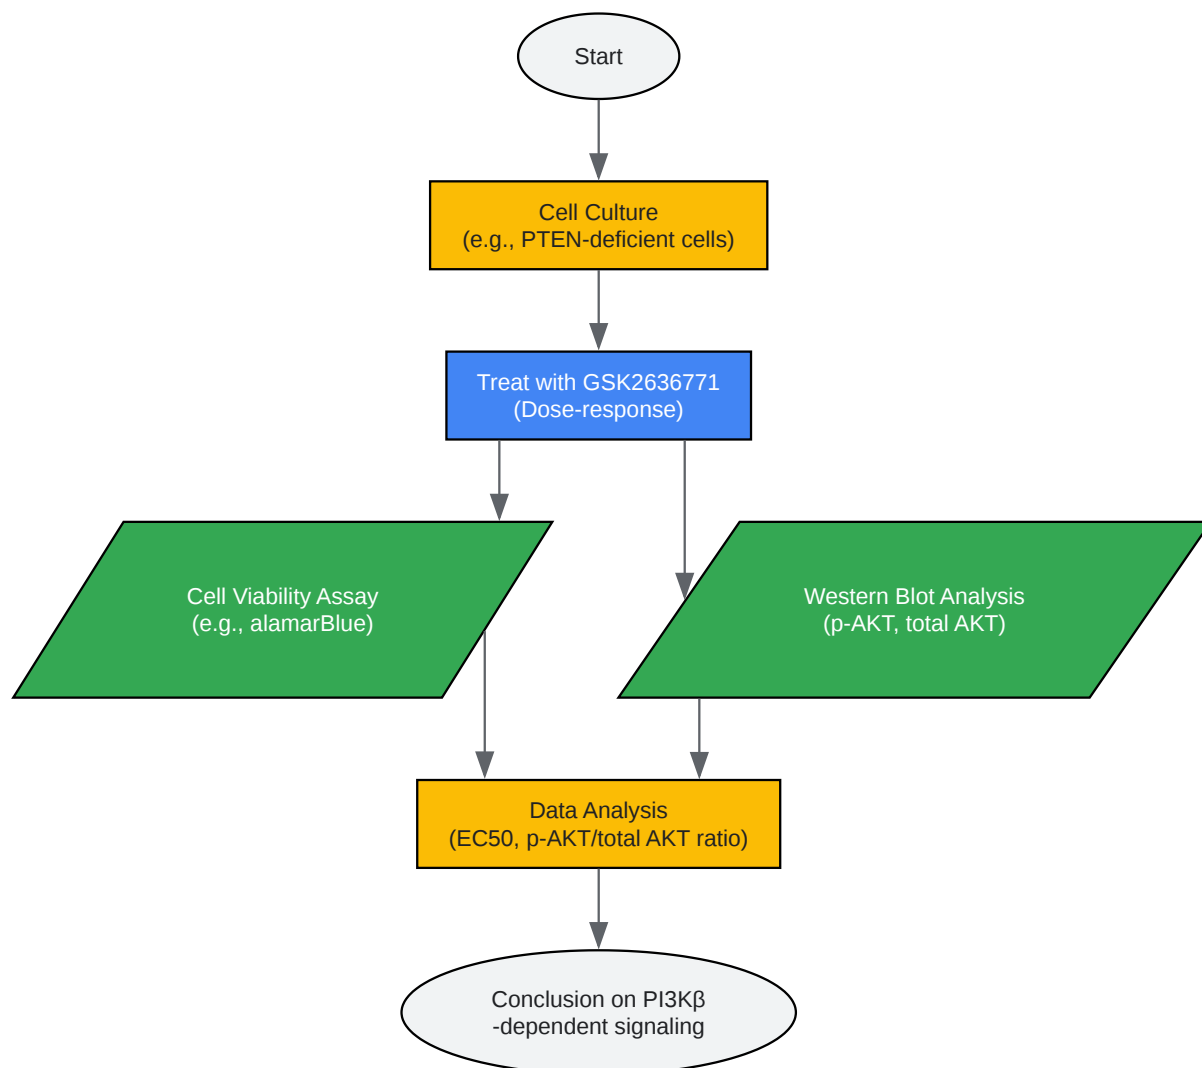 Start
Cell Culture
(e.g., PTEN-deficient cells)
Treat with GSK2636771
(Dose-response)
Cell Viability Assay
(e.g., alamarBlue)
Western Blot Analysis
(p-AKT, total AKT)
Data Analysis
(EC50, p-AKT/total AKT ratio)
Conclusion on PI3Kβ
-dependent signaling